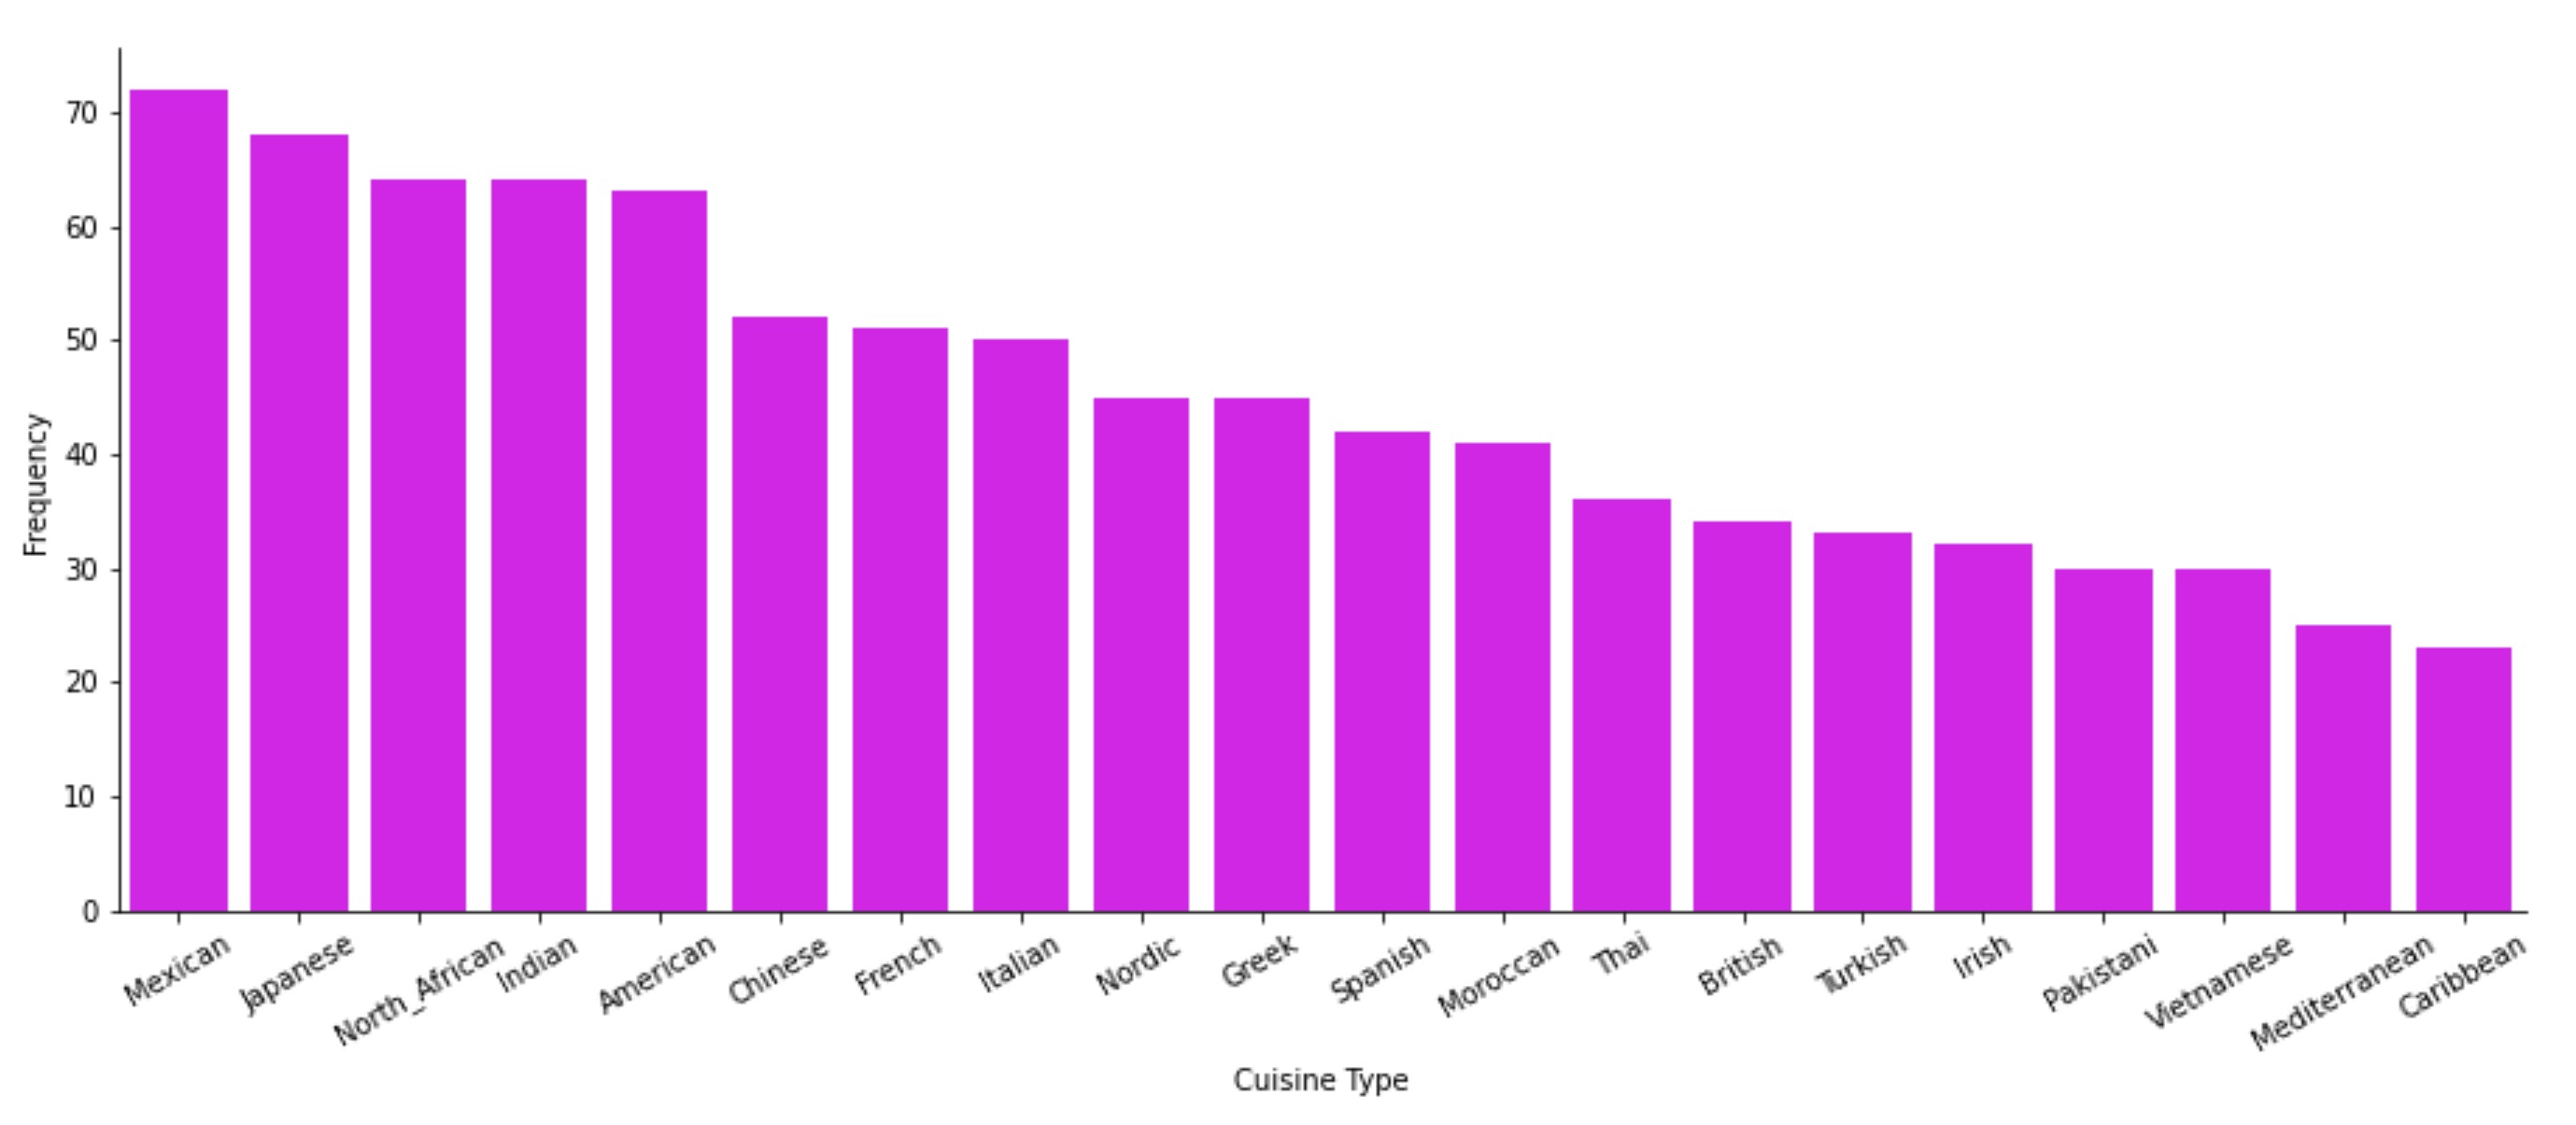 70
60
50
40
30
20
10
0
Frequency
Mexican
Japanese
North_African
Indian
American
Chinese
French
Italian
Nordic
Greek
Spanish
Moroccan
Thai
British
Turkish
Irish
Pakistani
Vietnamese
Mediterranean
Caribbean
Cuisine Type